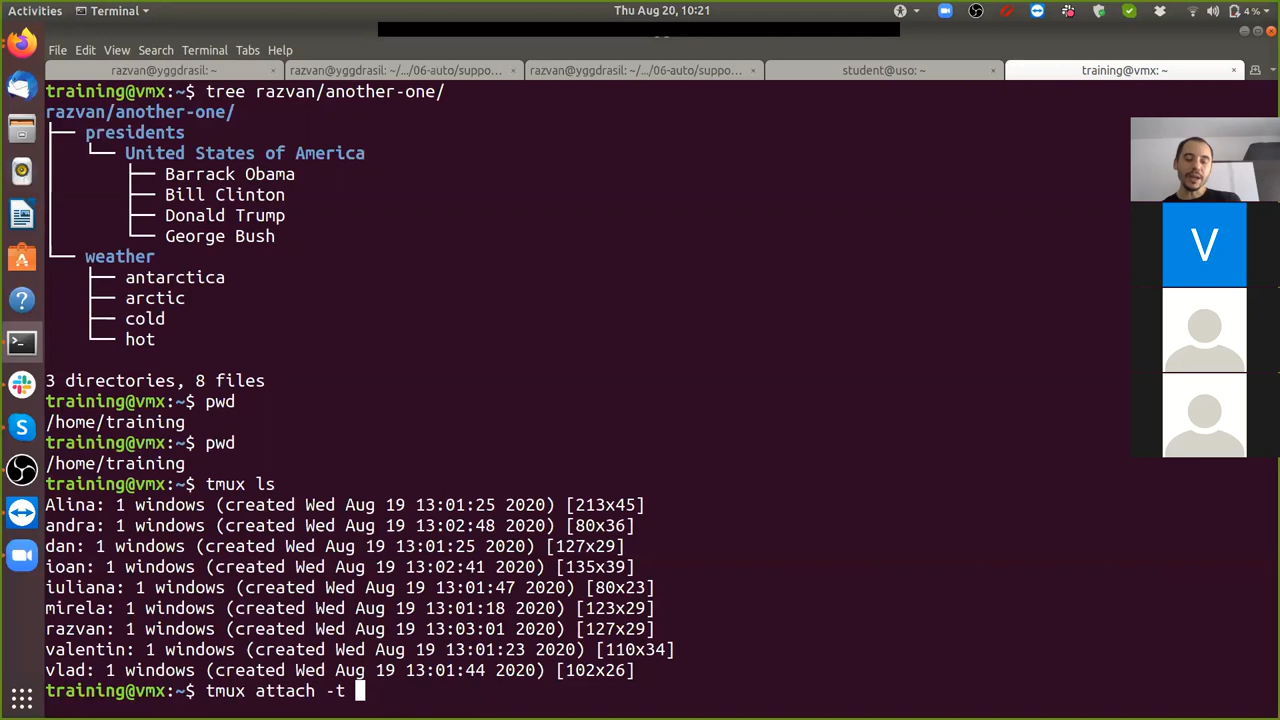 Activities Terminal Thu Aug 20, 10:21 4 %
File Edit View Search Terminal Tabs Help
razvan@yggdrasil: ~ razvan@yggdrasil: ~/.../06-auto/suppo... razvan@yggdrasil: ~/.../06-auto/suppo... student@uso: ~ training@vmx: ~
training@vmx:~$ tree razvan/another-one/
razvan/another-one/
├── presidents
│   └── United States of America
│       ├── Barrack Obama
│       ├── Bill Clinton
│       ├── Donald Trump
│       └── George Bush
└── weather
    ├── antarctica
    ├── arctic
    ├── cold
    └── hot
3 directories, 8 files
training@vmx:~$ pwd
/home/training
training@vmx:~$ pwd
/home/training
training@vmx:~$ tmux ls
Alina: 1 windows (created Wed Aug 19 13:01:25 2020) [213x45]
andra: 1 windows (created Wed Aug 19 13:02:48 2020) [80x36]
dan: 1 windows (created Wed Aug 19 13:01:25 2020) [127x29]
ioan: 1 windows (created Wed Aug 19 13:02:41 2020) [135x39]
iuliana: 1 windows (created Wed Aug 19 13:01:47 2020) [80x23]
mirela: 1 windows (created Wed Aug 19 13:01:18 2020) [123x29]
razvan: 1 windows (created Wed Aug 19 13:03:01 2020) [127x29]
valentin: 1 windows (created Wed Aug 19 13:01:23 2020) [110x34]
vlad: 1 windows (created Wed Aug 19 13:01:44 2020) [102x26]
training@vmx:~$ tmux attach -t
V